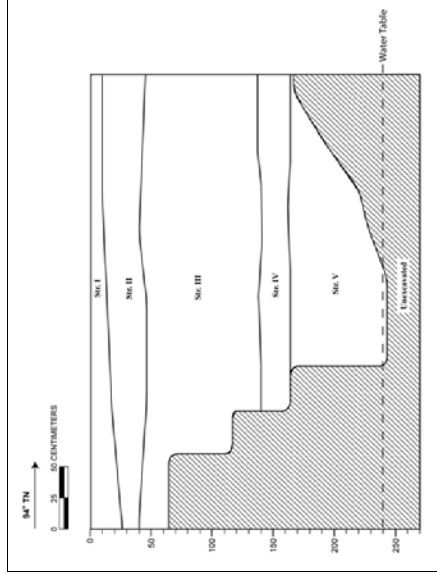 94° TN
0 25 50 CENTIMETERS
0
50
100
150
200
250
Str. I
Str. II
Str. III
Str. IV
Str. V
Unexcavated
Water Table